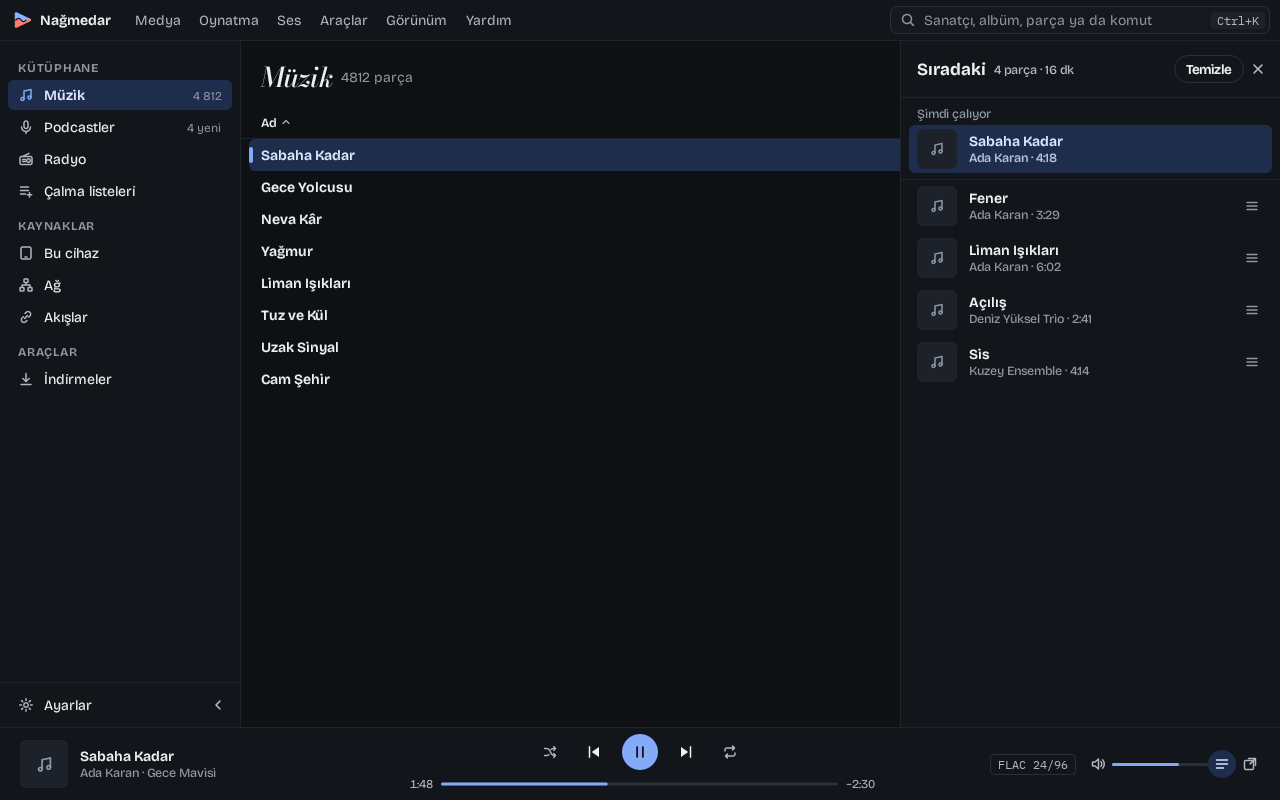 Nağmedar
Medya
Oynatma
Ses
Araçlar
Görünüm
Yardım
Sanatçı, albüm, parça ya da komut
Ctrl+K
KÜTÜPHANE
Müzik
4 812
Podcastler
4 yeni
Radyo
Çalma listeleri
KAYNAKLAR
Bu cihaz
Ağ
Akışlar
ARAÇLAR
İndirmeler
Ayarlar
Müzik
4812 parça
Ad
Sabaha Kadar
Gece Yolcusu
Neva Kâr
Yağmur
Liman Işıkları
Tuz ve Kül
Uzak Sinyal
Cam Şehir
Sıradaki
4 parça · 16 dk
Temizle
Şimdi çalıyor
Sabaha Kadar
Ada Karan · 4:18
Fener
Ada Karan · 3:29
Liman Işıkları
Ada Karan · 6:02
Açılış
Deniz Yüksel Trio · 2:41
Sis
Kuzey Ensemble · 4:14
Sabaha Kadar
Ada Karan · Gece Mavisi
1:48
−2:30
FLAC 24/96